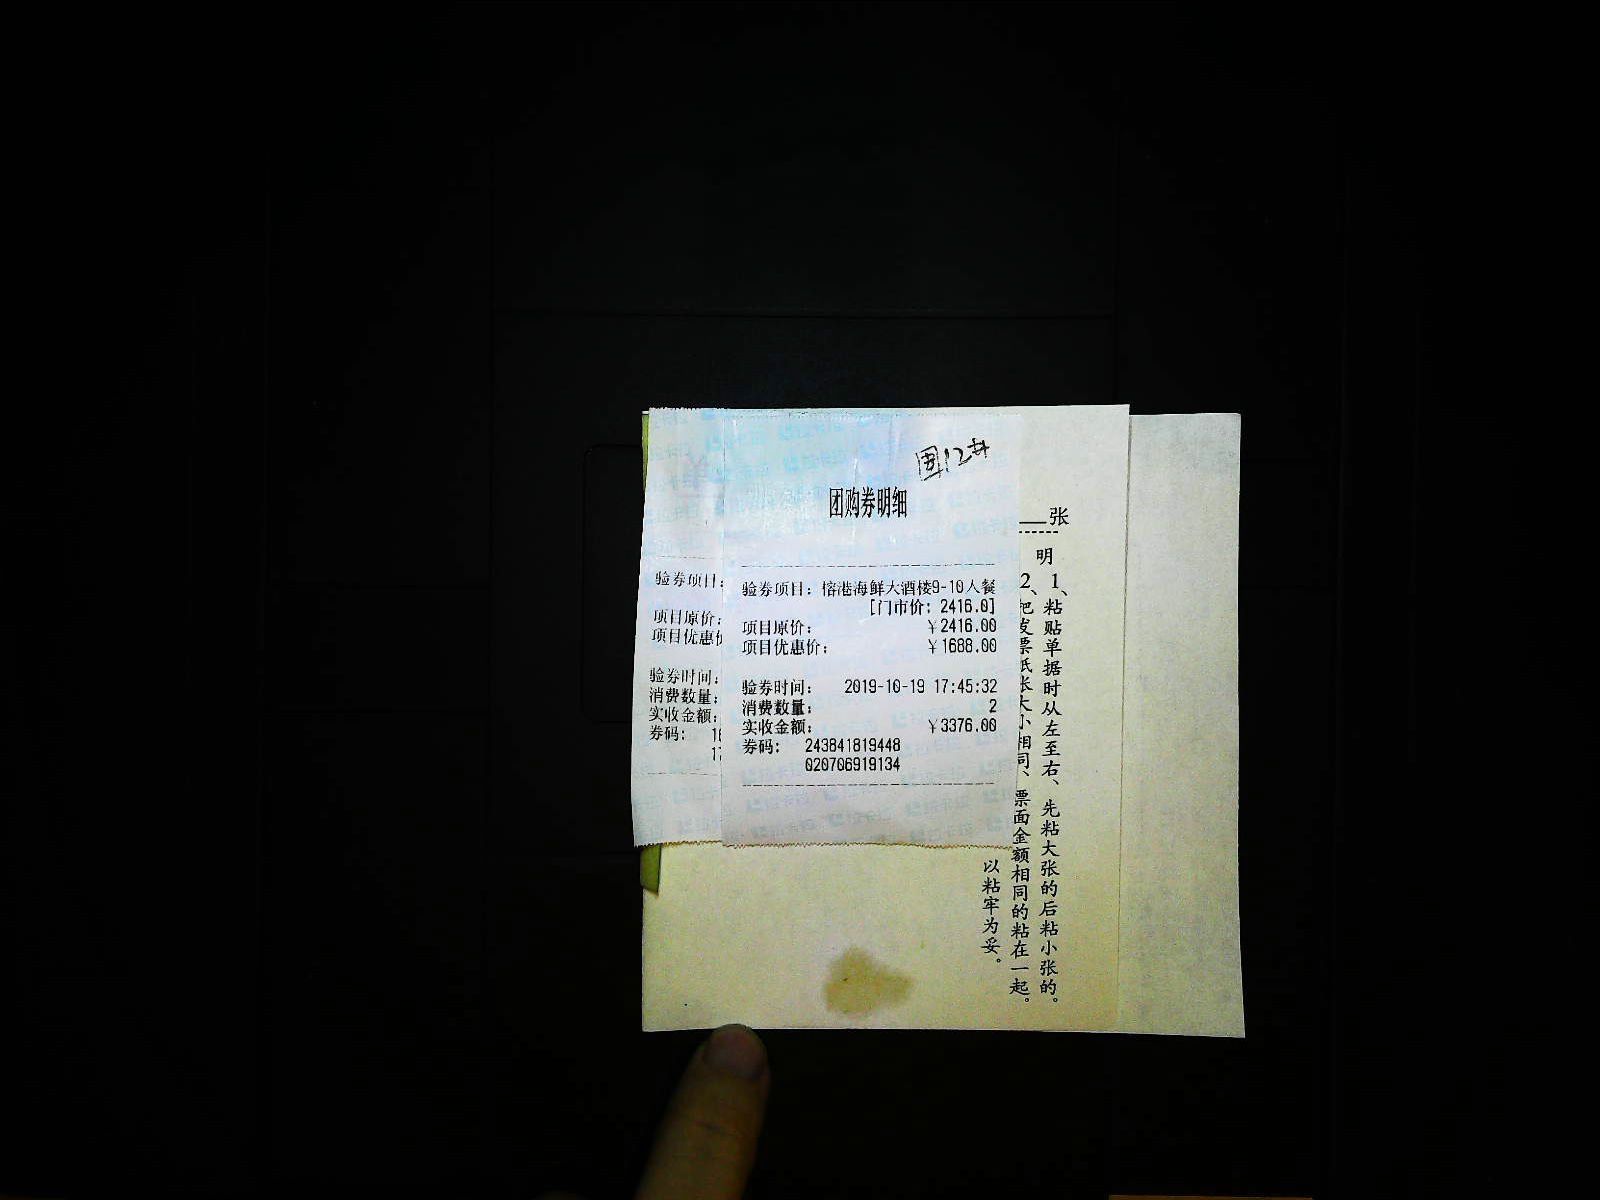 12#
团购券明细
验券项目: 榕港海鲜大酒楼9-10人餐
[门市价: 2416.0]
项目原价: ¥2416.00
项目优惠价: ¥1688.00
验券时间: 2019-10-19 17:45:32
消费数量: 2
实收金额: ¥3376.00
券码: 243841819448
020706919134
验券项目:
项目原价:
项目优惠
验券时间:
消费数量:
实收金额:
券码:
张
明
1、粘贴单据时从左至右、先粘大张的后粘小张的。
2、把发票纸张大小相同、票面金额相同的粘在一起。
以粘牢为妥。